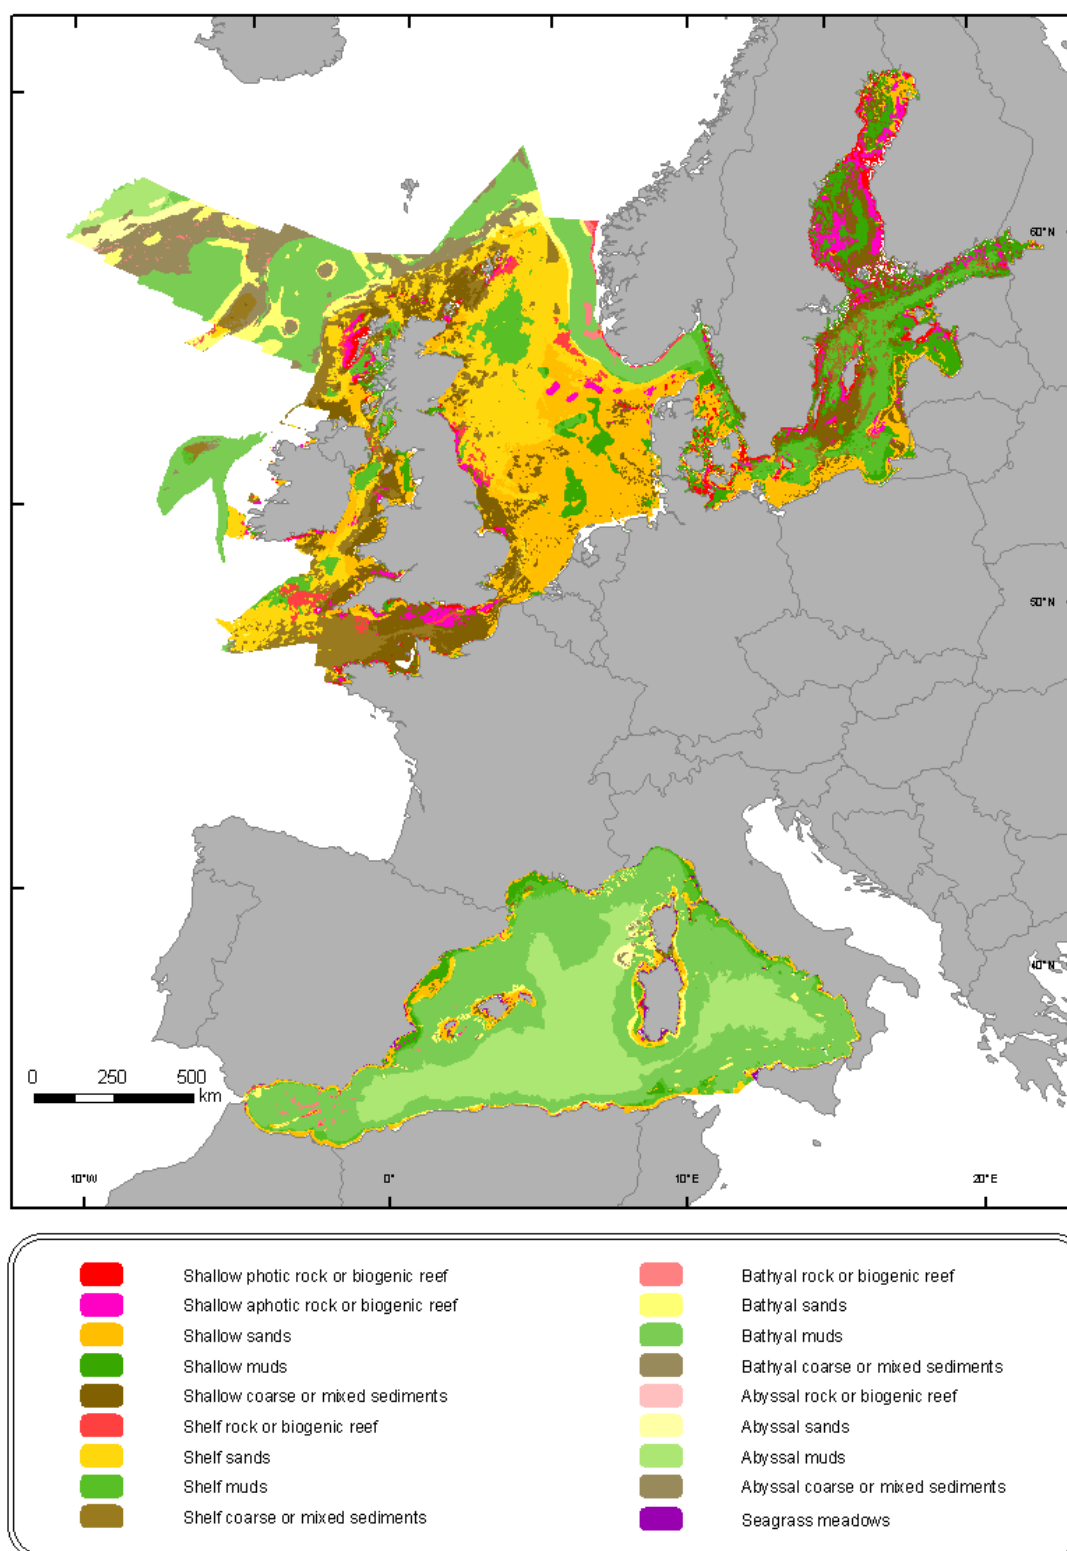 60°N
50°N
40°N
0 250 500
km
10°W 0° 10°E 20°E
Shallow photic rock or biogenic reef
Shallow aphotic rock or biogenic reef
Shallow sands
Shallow muds
Shallow coarse or mixed sediments
Shelf rock or biogenic reef
Shelf sands
Shelf muds
Shelf coarse or mixed sediments
Bathyal rock or biogenic reef
Bathyal sands
Bathyal muds
Bathyal coarse or mixed sediments
Abyssal rock or biogenic reef
Abyssal sands
Abyssal muds
Abyssal coarse or mixed sediments
Seagrass meadows